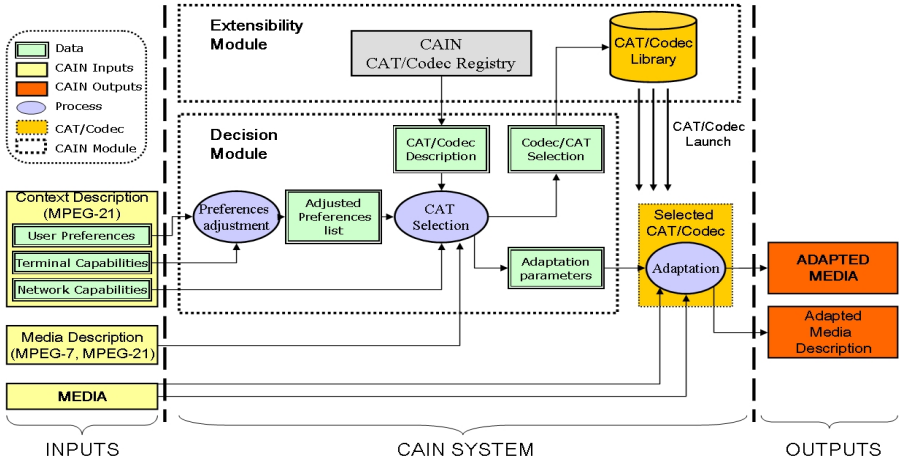 Data
CAIN Inputs
CAIN Outputs
Process
CAT/Codec
CAIN Module
Extensibility
Module
CAIN
CAT/Codec Registry
CAT/Codec
Library
CAT/Codec
Launch
Decision
Module
CAT/Codec
Description
Codec/CAT
Selection
Context Description
(MPEG-21)
User Preferences
Terminal Capabilities
Network Capabilities
Preferences
adjustment
Adjusted
Preferences
list
CAT
Selection
Adaptation
parameters
Selected
CAT/Codec
Adaptation
ADAPTED
MEDIA
Adapted
Media
Description
Media Description
(MPEG-7, MPEG-21)
MEDIA
INPUTS
CAIN SYSTEM
OUTPUTS